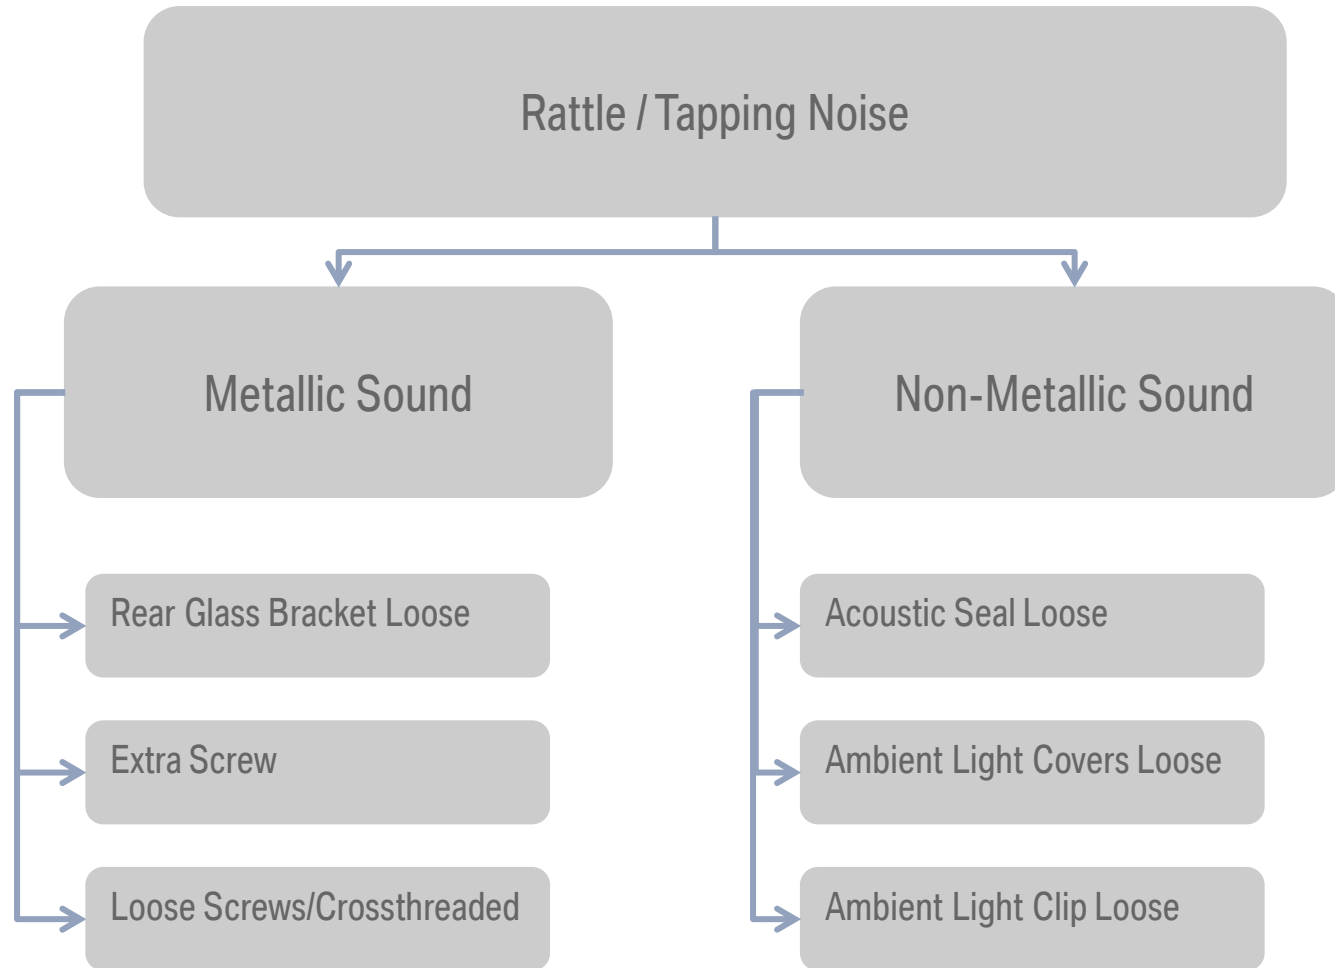 Rattle / Tapping Noise
Metallic Sound
Non-Metallic Sound
Rear Glass Bracket Loose
Acoustic Seal Loose
Extra Screw
Ambient Light Covers Loose
Loose Screws/Crossthreaded
Ambient Light Clip Loose